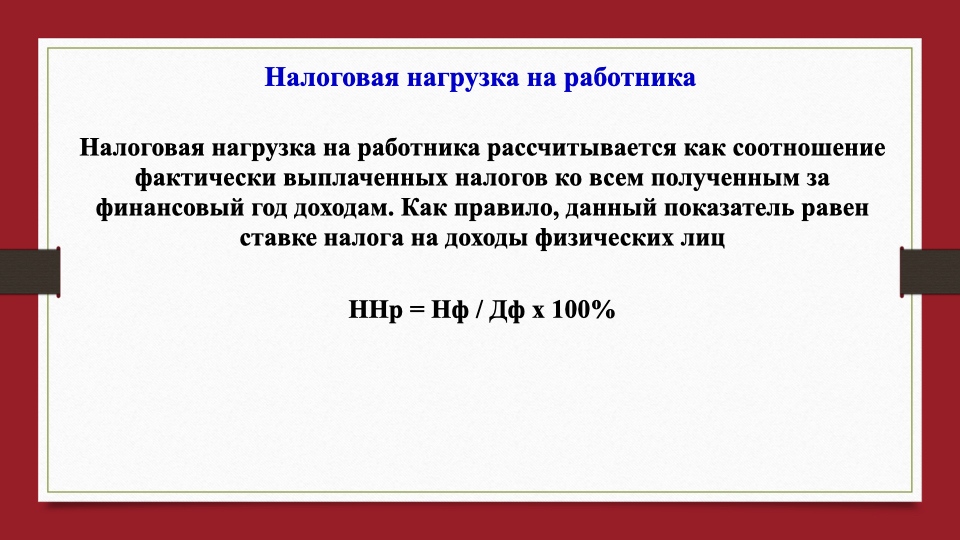 Налоговая нагрузка на работника
Налоговая нагрузка на работника рассчитывается как соотношение
фактически выплаченных налогов ко всем полученным за
финансовый год доходам. Как правило, данный показатель равен
ставке налога на доходы физических лиц
ННр = Нф / Дф х 100%